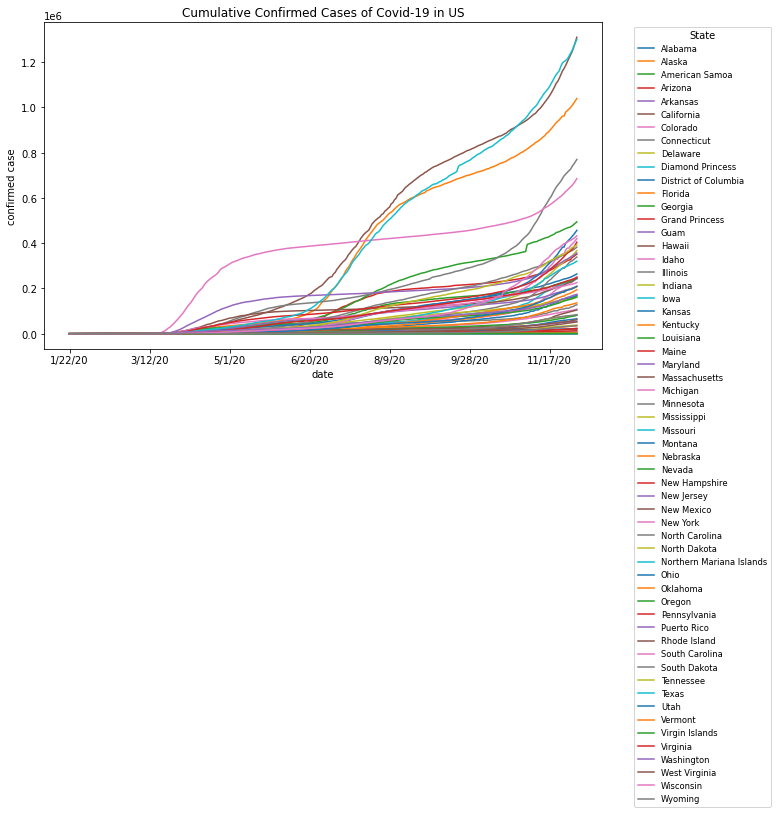 Cumulative Confirmed Cases of Covid-19 in US
1e6
1.2
1.0
0.8
0.6
0.4
0.2
0.0
confirmed case
1/22/20 3/12/20 5/1/20 6/20/20 8/9/20 9/28/20 11/17/20
date
State
Alabama
Alaska
American Samoa
Arizona
Arkansas
California
Colorado
Connecticut
Delaware
Diamond Princess
District of Columbia
Florida
Georgia
Grand Princess
Guam
Hawaii
Idaho
Illinois
Indiana
Iowa
Kansas
Kentucky
Louisiana
Maine
Maryland
Massachusetts
Michigan
Minnesota
Mississippi
Missouri
Montana
Nebraska
Nevada
New Hampshire
New Jersey
New Mexico
New York
North Carolina
North Dakota
Northern Mariana Islands
Ohio
Oklahoma
Oregon
Pennsylvania
Puerto Rico
Rhode Island
South Carolina
South Dakota
Tennessee
Texas
Utah
Vermont
Virgin Islands
Virginia
Washington
West Virginia
Wisconsin
Wyoming